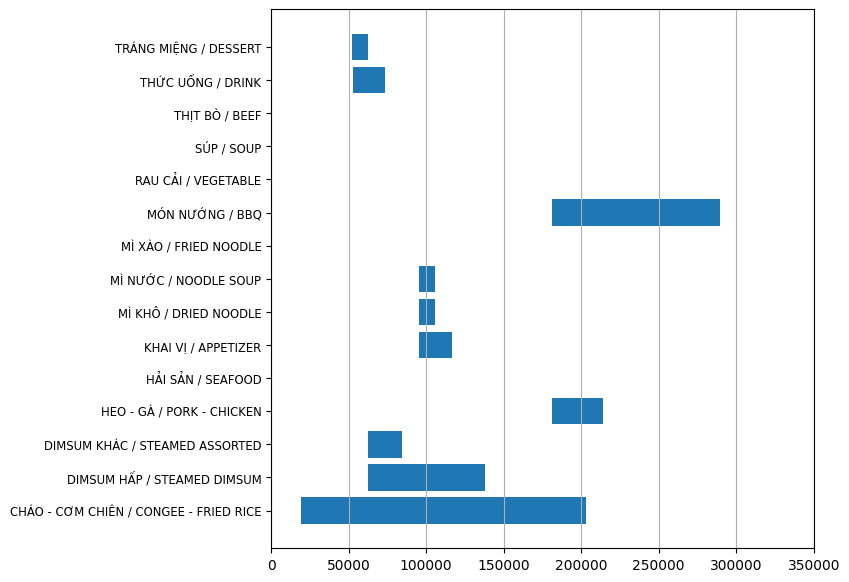 TRÁNG MIỆNG / DESSERT
THỨC UỐNG / DRINK
THỊT BÒ / BEEF
SÚP / SOUP
RAU CẢI / VEGETABLE
MÓN NƯỚNG / BBQ
MÌ XÀO / FRIED NOODLE
MÌ NƯỚC / NOODLE SOUP
MÌ KHÔ / DRIED NOODLE
KHAI VỊ / APPETIZER
HẢI SẢN / SEAFOOD
HEO - GÀ / PORK - CHICKEN
DIMSUM KHÁC / STEAMED ASSORTED
DIMSUM HẤP / STEAMED DIMSUM
CHÁO - CƠM CHIÊN / CONGEE - FRIED RICE
0 50000 100000 150000 200000 250000 300000 350000